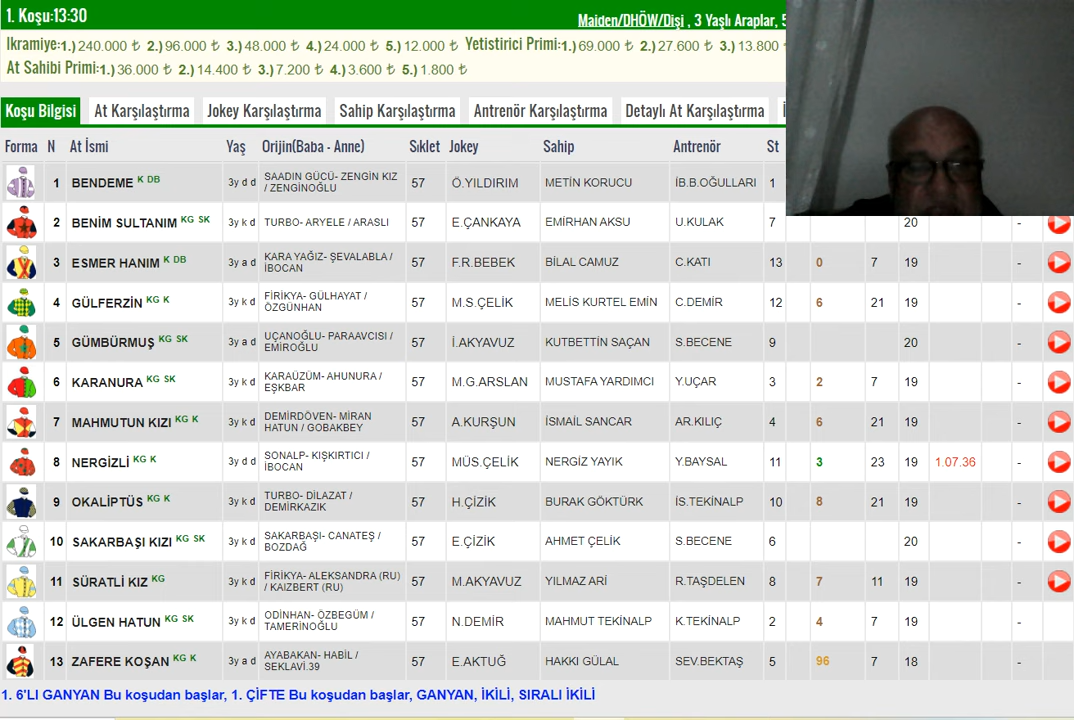 1. Koşu:13:30
Maiden/DHÖW/Dişi , 3 Yaşlı Araplar,
İkramiye:1.) 240.000 ₺ 2.) 96.000 ₺ 3.) 48.000 ₺ 4.) 24.000 ₺ 5.) 12.000 ₺ Yetistirici Primi:1.) 69.000 ₺ 2.) 27.600 ₺ 3.) 13.800
At Sahibi Primi:1.) 36.000 ₺ 2.) 14.400 ₺ 3.) 7.200 ₺ 4.) 3.600 ₺ 5.) 1.800 ₺
Koşu Bilgisi At Karşılaştırma Jokey Karşılaştırma Sahip Karşılaştırma Antrenör Karşılaştırma Detaylı At Karşılaştırma
Forma N At İsmi Yaş Orijin(Baba - Anne) Sıklet Jokey Sahip Antrenör St
1 BENDEME K DB 3y d d SAADIN GÜCÜ- ZENGİN KIZ / ZENGİNOĞLU 57 Ö.YILDIRIM METİN KORUCU İB.B.OĞULLARI 1
2 BENİM SULTANIM KG SK 3y k d TURBO- ARYELE / ARASLI 57 E.ÇANKAYA EMİRHAN AKSU U.KULAK 7 20 -
3 ESMER HANIM K DB 3y a d KARA YAĞIZ- ŞEVALABLA / İBOCAN 57 F.R.BEBEK BİLAL CAMUZ C.KATI 13 0 7 19 -
4 GÜLFERZİN KG K 3y k d FİRİKYA- GÜLHAYAT / ÖZGÜNHAN 57 M.S.ÇELİK MELİS KURTEL EMİN C.DEMİR 12 6 21 19 -
5 GÜMBÜRMUŞ KG SK 3y a d UÇANOĞLU- PARAAVCISI / EMİROĞLU 57 İ.AKYAVUZ KUTBETTİN SAÇAN S.BECENE 9 20 -
6 KARANURA KG SK 3y k d KARAÜZÜM- AHUNURA / EŞKBAR 57 M.G.ARSLAN MUSTAFA YARDIMCI Y.UÇAR 3 2 7 19 -
7 MAHMUTUN KIZI KG K 3y k d DEMİRDÖVEN- MİRAN HATUN / GOBAKBEY 57 A.KURŞUN İSMAİL SANCAR AR.KILIÇ 4 6 21 19 -
8 NERGİZLİ KG K 3y d d SONALP- KIŞKIRTICI / İBOCAN 57 MÜS.ÇELİK NERGİZ YAYIK Y.BAYSAL 11 3 23 19 1.07.36 -
9 OKALİPTÜS KG K 3y k d TURBO- DİLAZAT / DEMİRKAZIK 57 H.ÇİZİK BURAK GÖKTÜRK İS.TEKİNALP 10 8 21 19 -
10 SAKARBAŞI KIZI KG SK 3y k d SAKARBAŞI- CANATEŞ / BOZDAĞ 57 E.ÇİZİK AHMET ÇELİK S.BECENE 6 20 -
11 SÜRATLİ KIZ KG 3y k d FİRİKYA- ALEKSANDRA (RU) / KAIZBERT (RU) 57 M.AKYAVUZ YILMAZ ARİ R.TAŞDELEN 8 7 11 19 -
12 ÜLGEN HATUN KG SK 3y k d ODİNHAN- ÖZBEGÜM / TAMERİNOĞLU 57 N.DEMİR MAHMUT TEKİNALP K.TEKİNALP 2 4 7 19 -
13 ZAFERE KOŞAN KG K 3y a d AYABAKAN- HABİL / SEKLAVİ.39 57 E.AKTUĞ HAKKI GÜLAL SEV.BEKTAŞ 5 96 7 18 -
1. 6'LI GANYAN Bu koşudan başlar, 1. ÇİFTE Bu koşudan başlar, GANYAN, İKİLİ, SIRALI İKİLİ